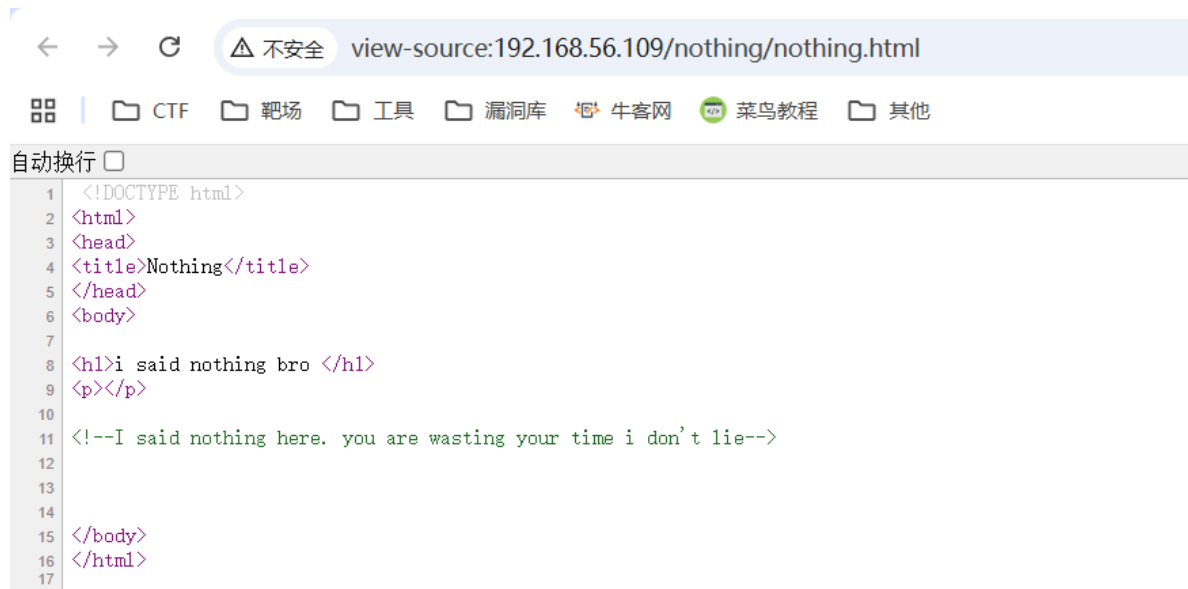 不安全 view-source:192.168.56.109/nothing/nothing.html
CTF 靶场 工具 漏洞库 牛客网 菜鸟教程 其他
自动换行
1 <!DOCTYPE html>
2 <html>
3 <head>
4 <title>Nothing</title>
5 </head>
6 <body>
7
8 <h1>i said nothing bro </h1>
9 <p></p>
10
11 <!--I said nothing here. you are wasting your time i don't lie-->
12
13
14
15 </body>
16 </html>
17